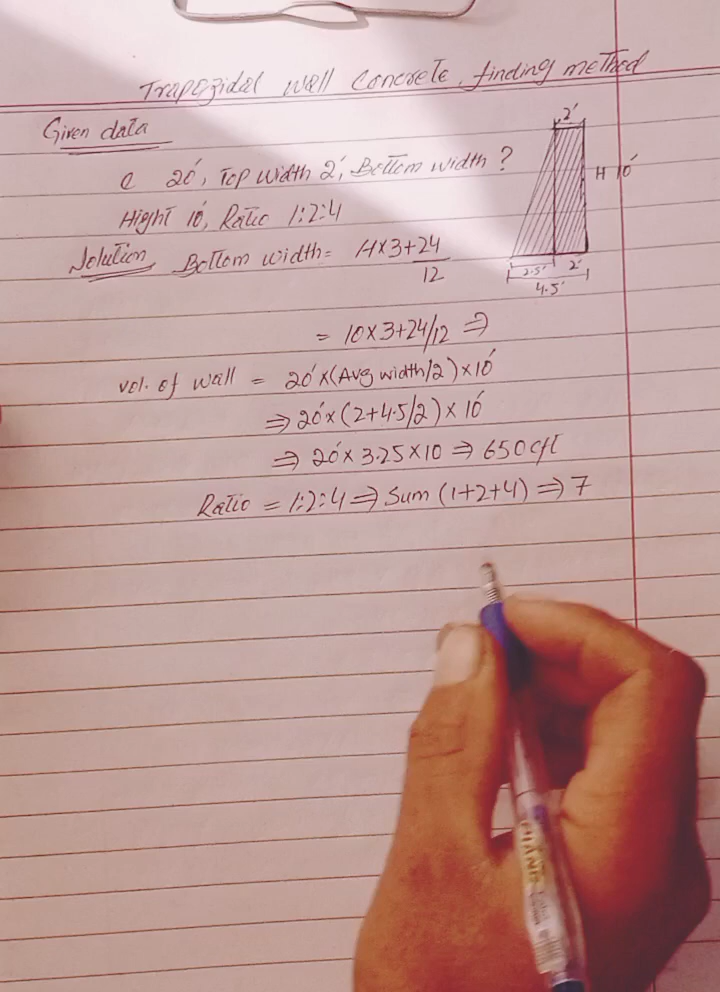 Trapozidal Wall Concrete finding method
Given data
2'
e 20', Top width 2', Bottom width ?
H 10'
Hight 10', Ratio 1:2:4
Solution Bottom width = H×3+24/12
2.5' 2'
4.5'
= 10×3+24/12 ⇒
vol. of wall = 20'×(Avg width/2)×10'
⇒ 20'×(2+4.5/2)×10'
⇒ 20'×3.25×10 ⇒ 650 cft
Ratio = 1:2:4 ⇒ Sum (1+2+4) ⇒ 7
PIANO